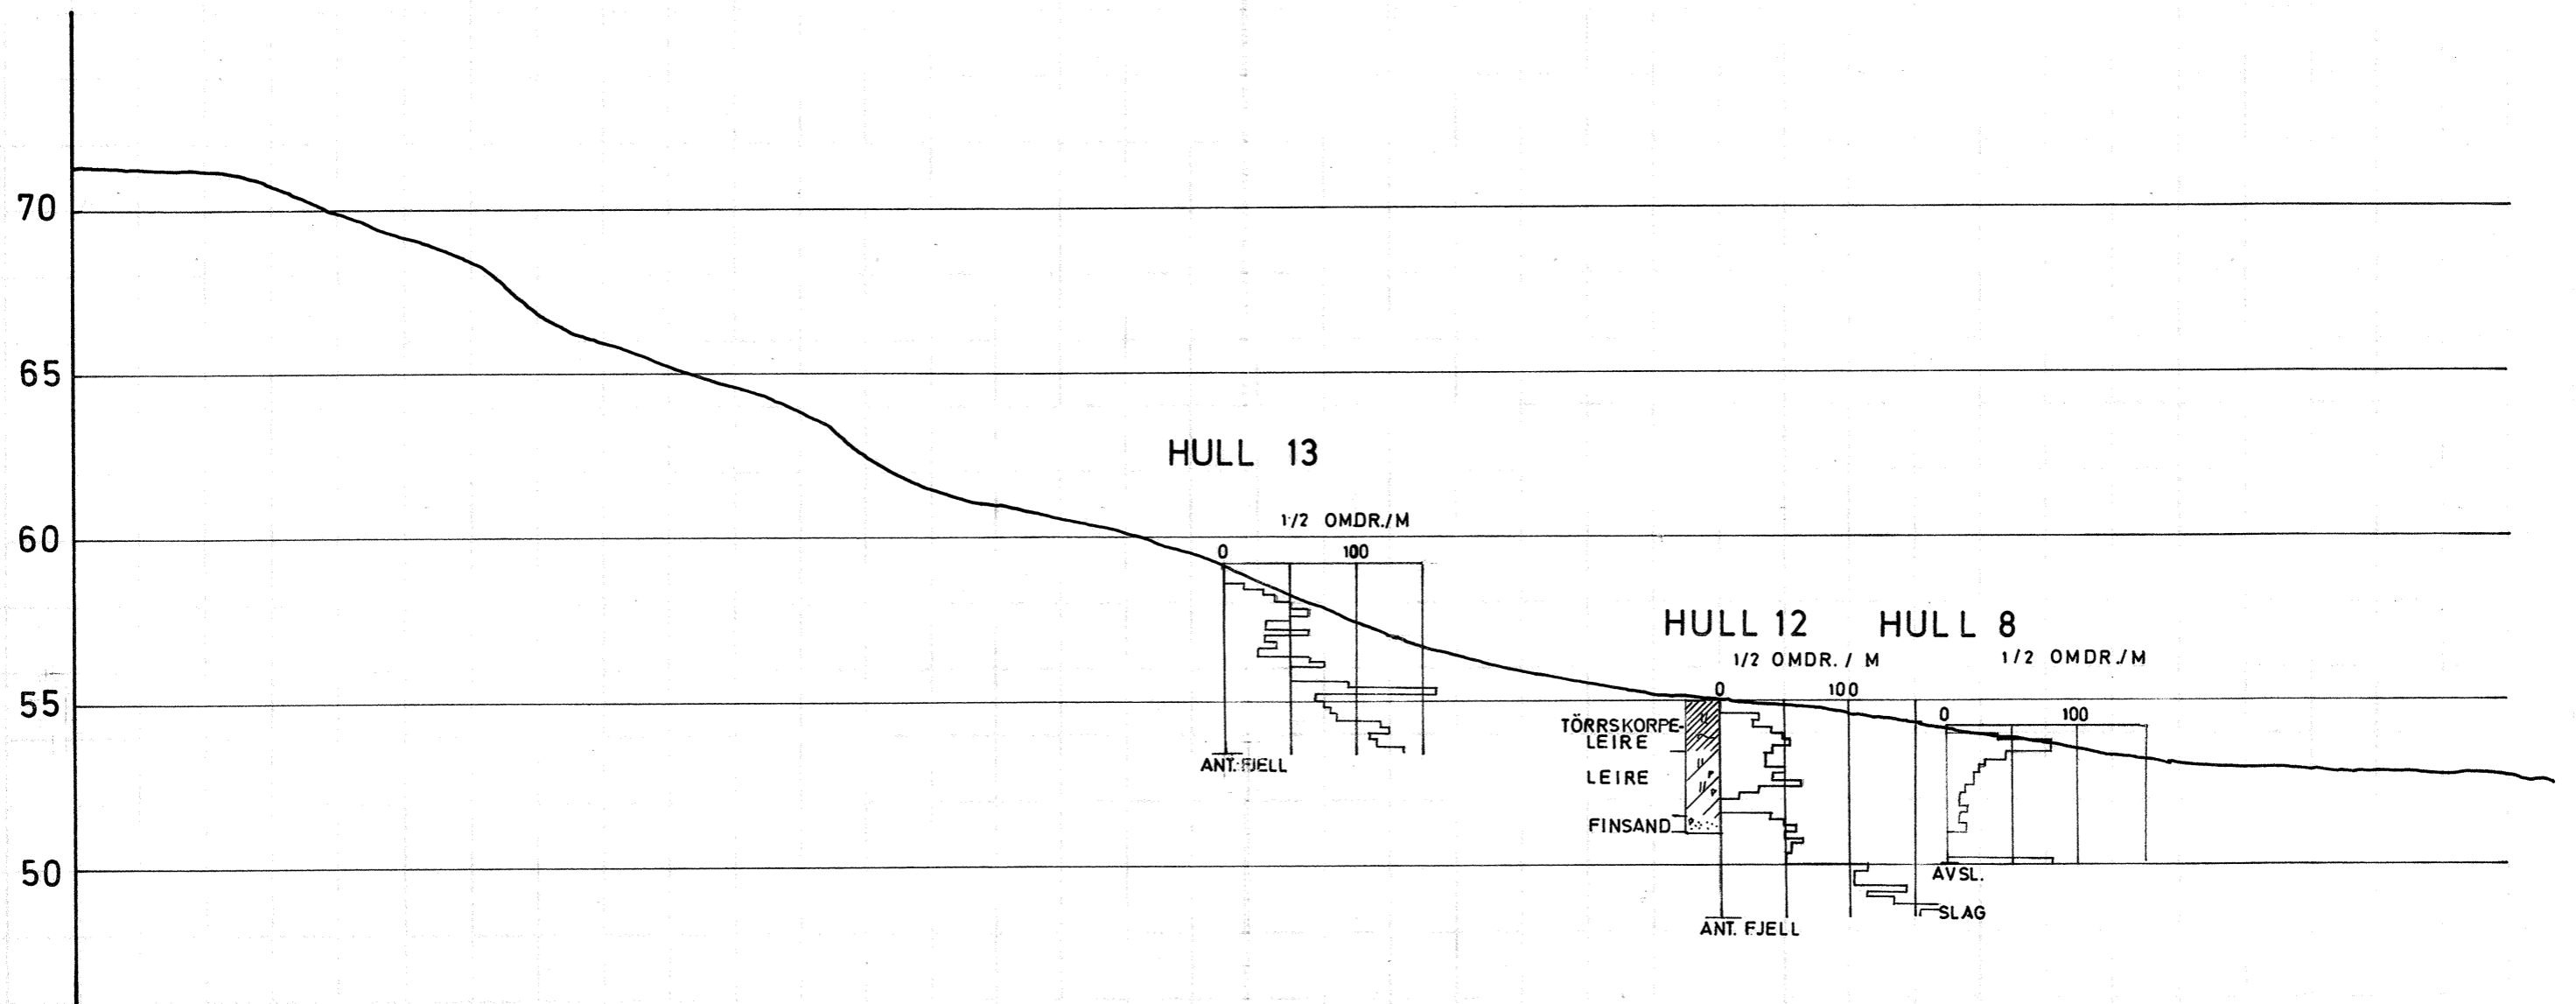 70
65
60
55
50
HULL 13
1/2 OMDR./M
0 100
ANT. FJELL
HULL 12
1/2 OMDR. / M
0 100
TÖRRSKORPE-
LEIRE
LEIRE
FINSAND
ANT. FJELL
SLAG
HULL 8
1/2 OMDR./M
0 100
AVSL.